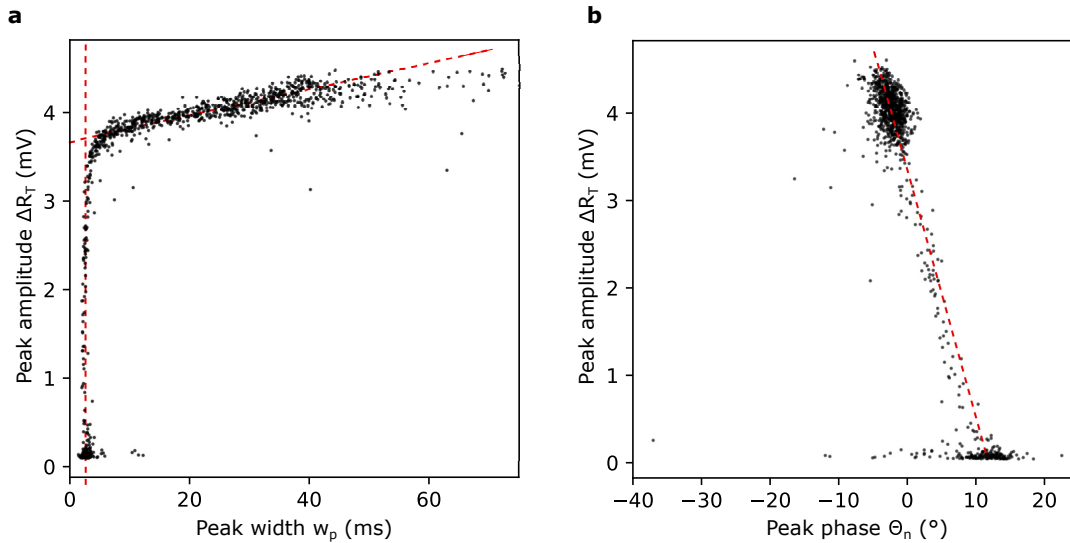 a
Peak amplitude ΔR_T (mV)
4
3
2
1
0
0 20 40 60
Peak width w_p (ms)
b
Peak amplitude ΔR_T (mV)
4
3
2
1
0
−40 −30 −20 −10 0 10 20
Peak phase Θ_n (°)